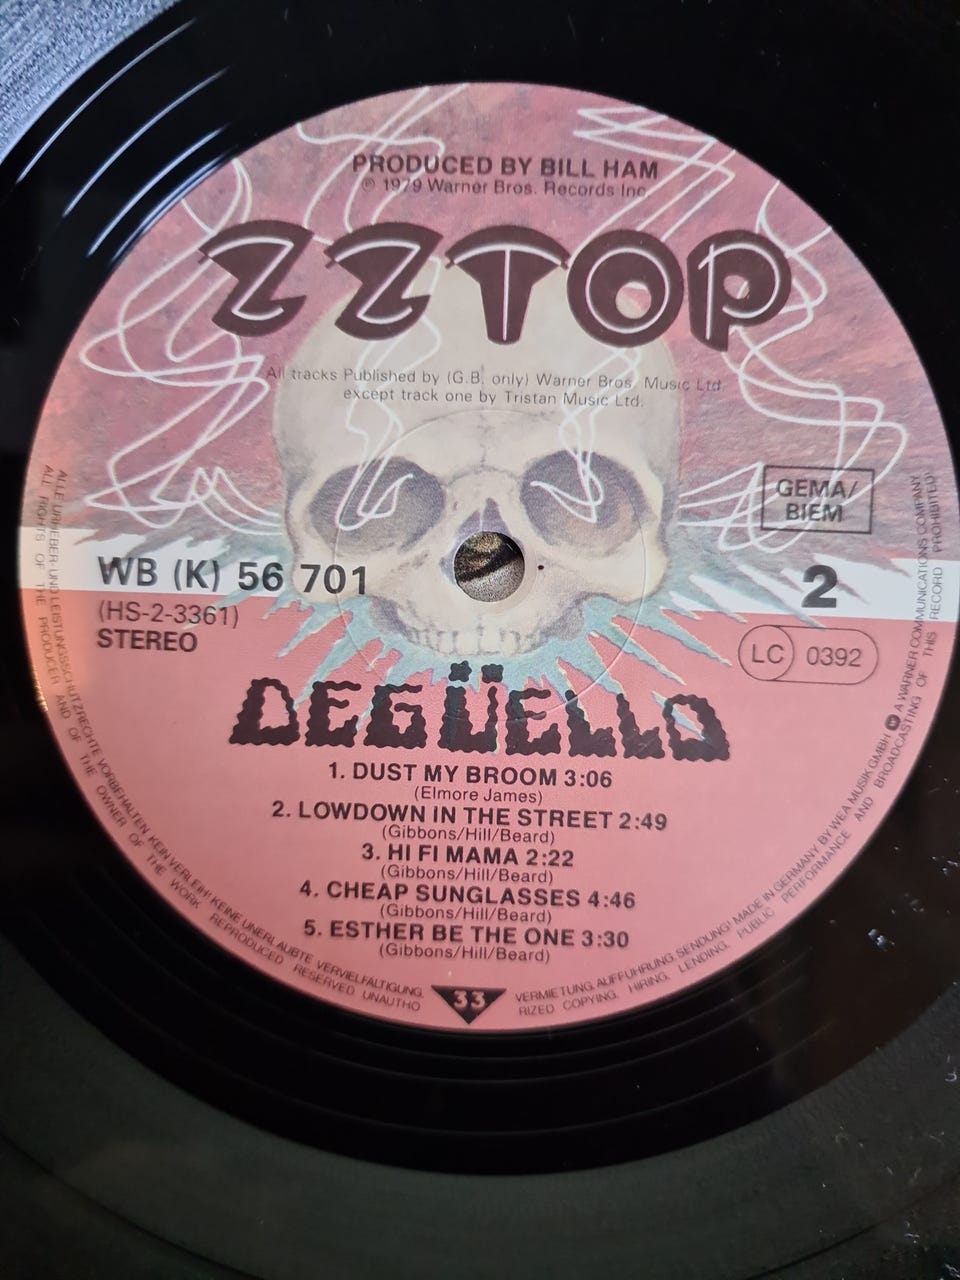 PRODUCED BY BILL HAM
℗ 1979 Warner Bros. Records Inc.
ZZ TOP
All tracks Published by (G.B. only) Warner Bros. Music Ltd.
except track one by Tristan Music Ltd.
GEMA/
BIEM
WB (K) 56 701
(HS-2-3361)
STEREO
2
LC 0392
DEGÜELLO
1. DUST MY BROOM 3:06
(Elmore James)
2. LOWDOWN IN THE STREET 2:49
(Gibbons/Hill/Beard)
3. HI FI MAMA 2:22
(Gibbons/Hill/Beard)
4. CHEAP SUNGLASSES 4:46
(Gibbons/Hill/Beard)
5. ESTHER BE THE ONE 3:30
(Gibbons/Hill/Beard)
33
ALLE URHEBER- UND LEISTUNGSSCHUTZRECHTE VORBEHALTEN. KEIN VERLEIH! KEINE UNERLAUBTE VERVIELFÄLTIGUNG, VERMIETUNG, AUFFÜHRUNG, SENDUNG! MADE IN GERMANY BY WEA MUSIK GMBH A WARNER COMMUNICATIONS COMPANY
ALL RIGHTS OF THE PRODUCER AND OF THE OWNER OF THE WORK REPRODUCED RESERVED UNAUTHORIZED COPYING, HIRING, LENDING, PUBLIC PERFORMANCE AND BROADCASTING OF THIS RECORD PROHIBITED!